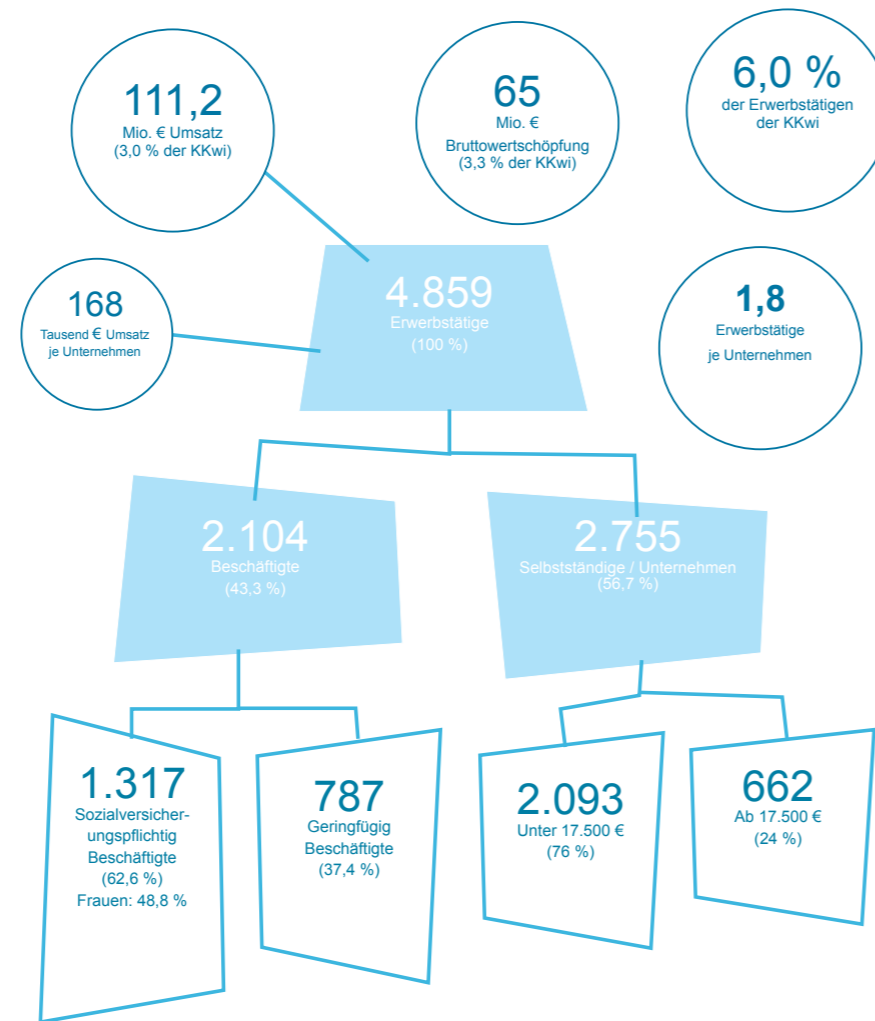 111,2
Mio. € Umsatz
(3,0 % der KKwi)
65
Mio. €
Bruttowertschöpfung
(3,3 % der KKwi)
6,0 %
der Erwerbstätigen
der KKwi
168
Tausend € Umsatz
je Unternehmen
4.859
Erwerbstätige
(100 %)
1,8
Erwerbstätige
je Unternehmen
2.104
Beschäftigte
(43,3 %)
2.755
Selbstständige / Unternehmen
(56,7 %)
1.317
Sozialversicher-
ungspflichtig
Beschäftigte
(62,6 %)
Frauen: 48,8 %
787
Geringfügig
Beschäftigte
(37,4 %)
2.093
Unter 17.500 €
(76 %)
662
Ab 17.500 €
(24 %)